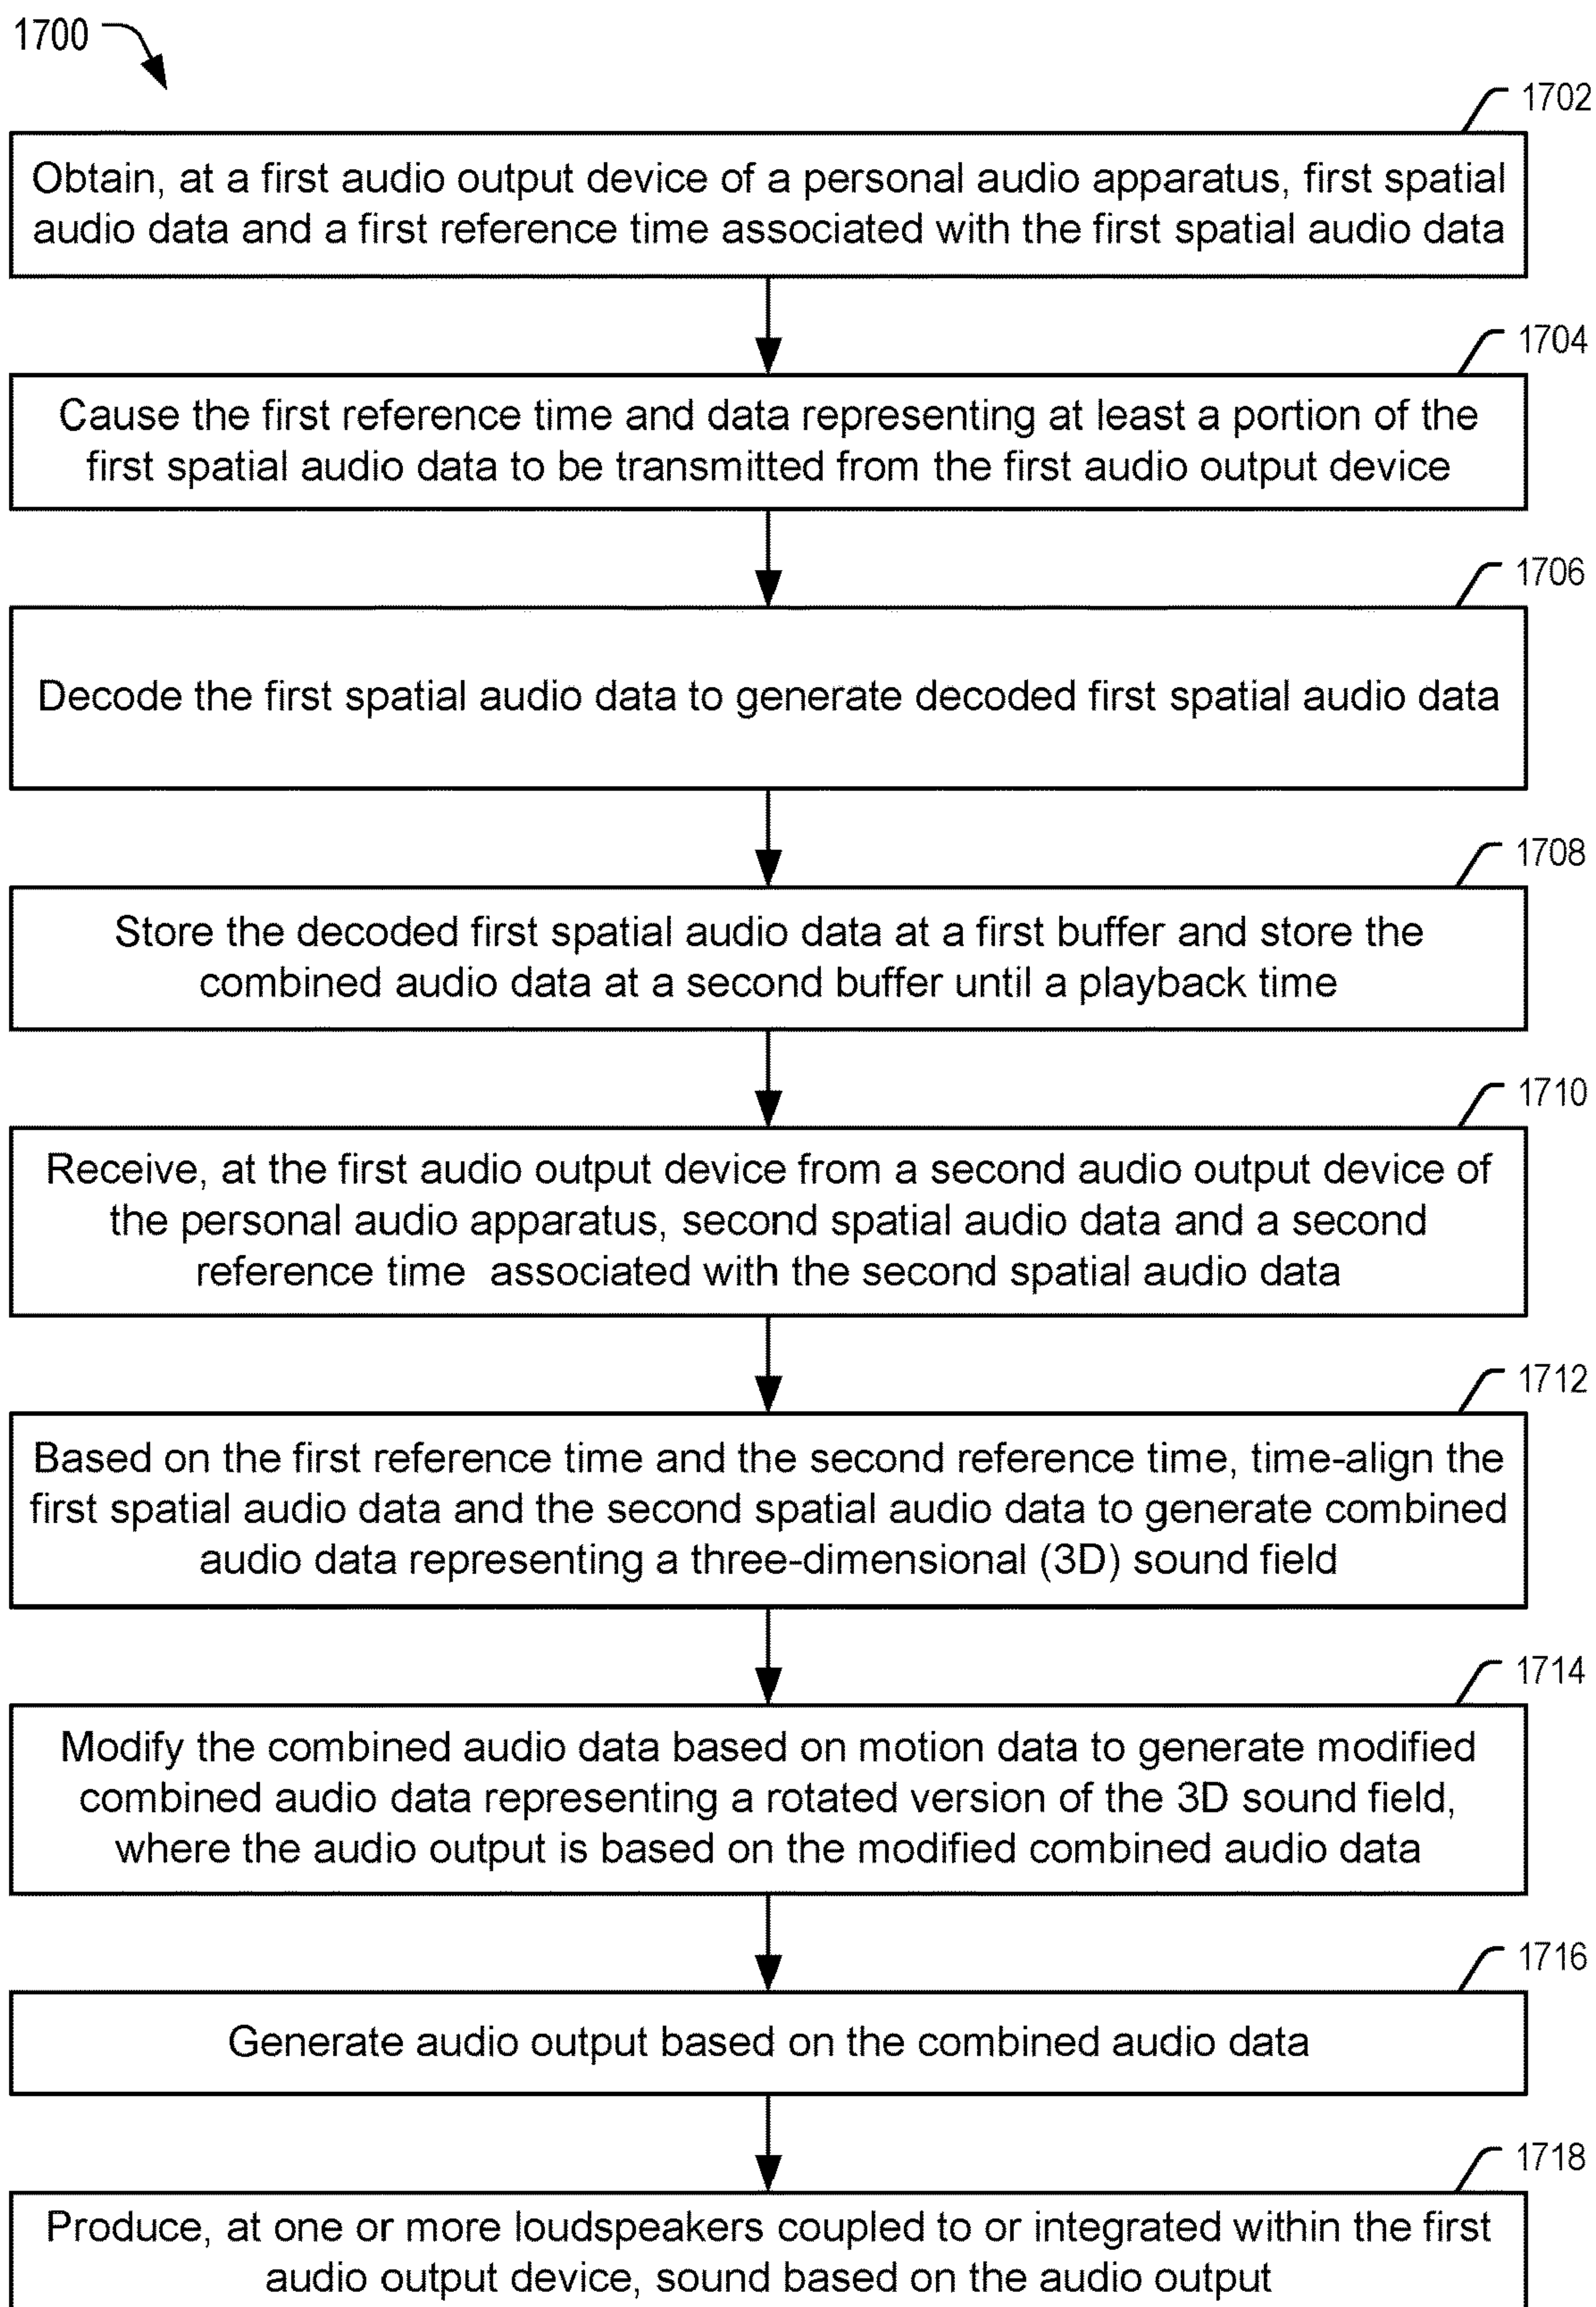 1700
1702
Obtain, at a first audio output device of a personal audio apparatus, first spatial
audio data and a first reference time associated with the first spatial audio data
1704
Cause the first reference time and data representing at least a portion of the
first spatial audio data to be transmitted from the first audio output device
1706
Decode the first spatial audio data to generate decoded first spatial audio data
1708
Store the decoded first spatial audio data at a first buffer and store the
combined audio data at a second buffer until a playback time
1710
Receive, at the first audio output device from a second audio output device of
the personal audio apparatus, second spatial audio data and a second
reference time associated with the second spatial audio data
1712
Based on the first reference time and the second reference time, time-align the
first spatial audio data and the second spatial audio data to generate combined
audio data representing a three-dimensional (3D) sound field
1714
Modify the combined audio data based on motion data to generate modified
combined audio data representing a rotated version of the 3D sound field,
where the audio output is based on the modified combined audio data
1716
Generate audio output based on the combined audio data
1718
Produce, at one or more loudspeakers coupled to or integrated within the first
audio output device, sound based on the audio output